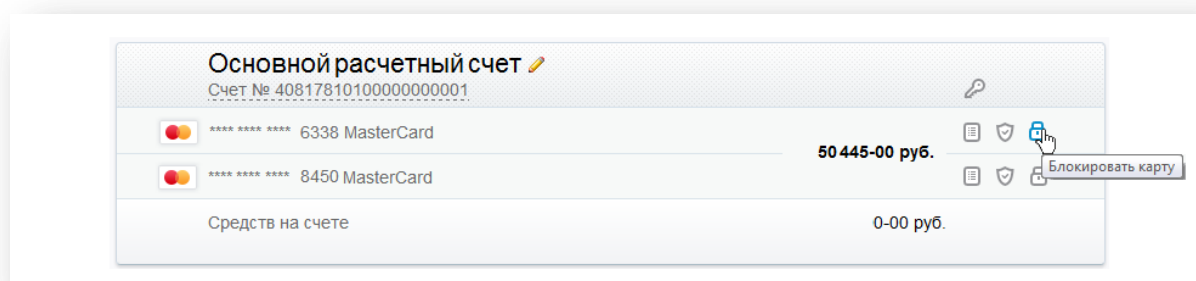 Основной расчетный счет
Счет № 40817810100000000001
**** **** **** 6338 MasterCard
50 445-00 руб.
Блокировать карту
**** **** **** 8450 MasterCard
Средств на счете 0-00 руб.